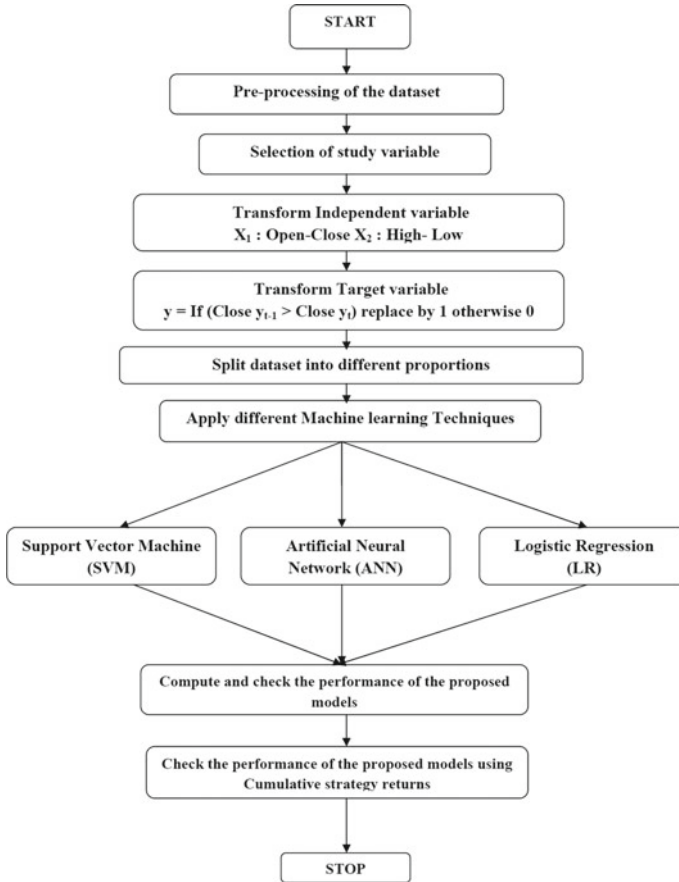 START
Pre-processing of the dataset
Selection of study variable
Transform Independent variable
X₁ : Open-Close X₂ : High- Low
Transform Target variable
y = If (Close yₜ₋₁ > Close yₜ) replace by 1 otherwise 0
Split dataset into different proportions
Apply different Machine learning Techniques
Support Vector Machine
(SVM)
Artificial Neural
Network (ANN)
Logistic Regression
(LR)
Compute and check the performance of the proposed
models
Check the performance of the proposed models using
Cumulative strategy returns
STOP